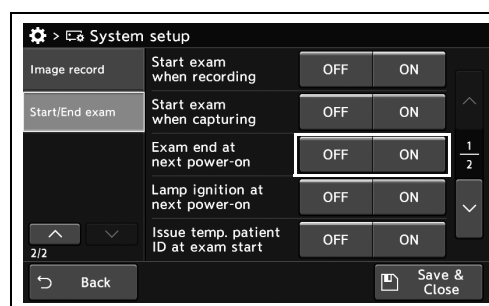 > System setup
Image record
Start/End exam
2/2
Start exam
when recording
OFF ON
Start exam
when capturing
OFF ON
Exam end at
next power-on
OFF ON
Lamp ignition at
next power-on
OFF ON
Issue temp. patient
ID at exam start
OFF ON
1
2
Back
Save &
Close